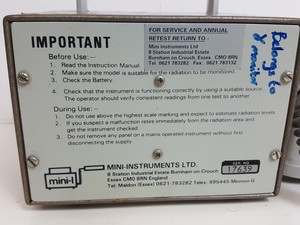 IMPORTANT
Before Use:—
1. Read the Instruction Manual.
2. Make sure the model is suitable for the radiation to be monitored.
3. Check the Battery
4. Check that the instrument is functioning correctly by using a suitable source.
The operator should verify consistent readings from one test to another.
During Use:—
1. Do not use above the highest scale marking and expect to estimate radiation levels.
2. If you suspect a malfunction retire immediately from the radiation area and
get the instrument checked.
3. Do not remove any panel on a mains operated instrument without first
disconnecting supply.
FOR SERVICE AND ANNUAL
RETEST RETURN TO -
Mini Instruments Ltd
8 Station Industrial Estate
Burnham on Crouch, Essex. CMO 8RN
Tel 0621 783282 Fax 0621 783132
Belongs to
Y monitor
mini-i
MINI-INSTRUMENTS LTD.
8 Station Industrial Estate Burnham on Crouch
Essex CMO 8RN England
Tel: Maldon (Essex) 0621-783282 Telex: 995443 Mininon G
SER. NO
17639